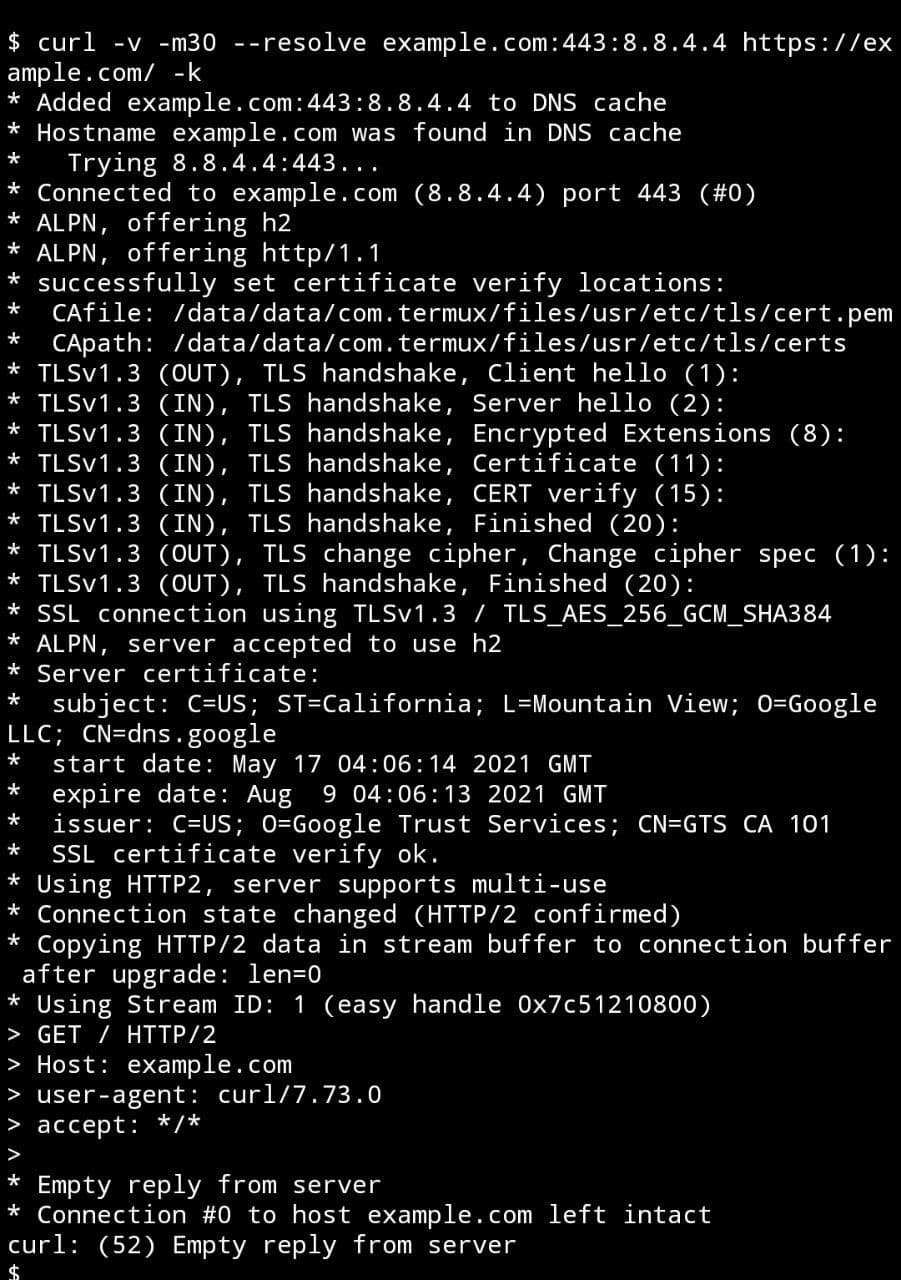 $ curl -v -m30 --resolve example.com:443:8.8.4.4 https://ex
ample.com/ -k
* Added example.com:443:8.8.4.4 to DNS cache
* Hostname example.com was found in DNS cache
*   Trying 8.8.4.4:443...
* Connected to example.com (8.8.4.4) port 443 (#0)
* ALPN, offering h2
* ALPN, offering http/1.1
* successfully set certificate verify locations:
*  CAfile: /data/data/com.termux/files/usr/etc/tls/cert.pem
*  CApath: /data/data/com.termux/files/usr/etc/tls/certs
* TLSv1.3 (OUT), TLS handshake, Client hello (1):
* TLSv1.3 (IN), TLS handshake, Server hello (2):
* TLSv1.3 (IN), TLS handshake, Encrypted Extensions (8):
* TLSv1.3 (IN), TLS handshake, Certificate (11):
* TLSv1.3 (IN), TLS handshake, CERT verify (15):
* TLSv1.3 (IN), TLS handshake, Finished (20):
* TLSv1.3 (OUT), TLS change cipher, Change cipher spec (1):
* TLSv1.3 (OUT), TLS handshake, Finished (20):
* SSL connection using TLSv1.3 / TLS_AES_256_GCM_SHA384
* ALPN, server accepted to use h2
* Server certificate:
*  subject: C=US; ST=California; L=Mountain View; O=Google
LLC; CN=dns.google
*  start date: May 17 04:06:14 2021 GMT
*  expire date: Aug  9 04:06:13 2021 GMT
*  issuer: C=US; O=Google Trust Services; CN=GTS CA 1O1
*  SSL certificate verify ok.
* Using HTTP2, server supports multi-use
* Connection state changed (HTTP/2 confirmed)
* Copying HTTP/2 data in stream buffer to connection buffer
 after upgrade: len=0
* Using Stream ID: 1 (easy handle 0x7c51210800)
> GET / HTTP/2
> Host: example.com
> user-agent: curl/7.73.0
> accept: */*
>
* Empty reply from server
* Connection #0 to host example.com left intact
curl: (52) Empty reply from server
$